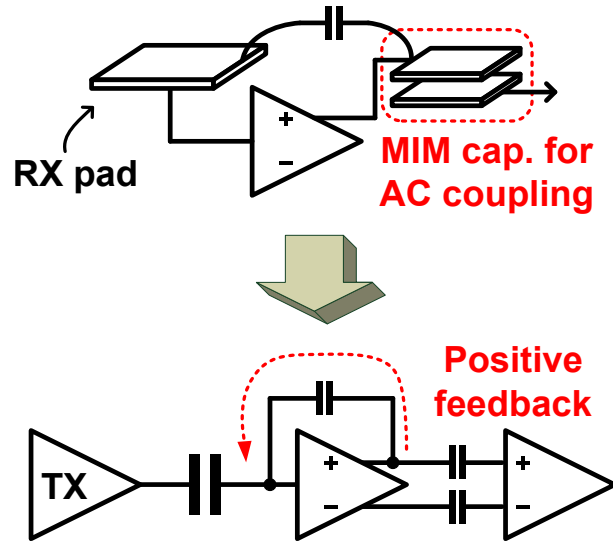 +
−
RX pad
MIM cap. for
AC coupling
Positive
feedback
TX
+
−
+
−